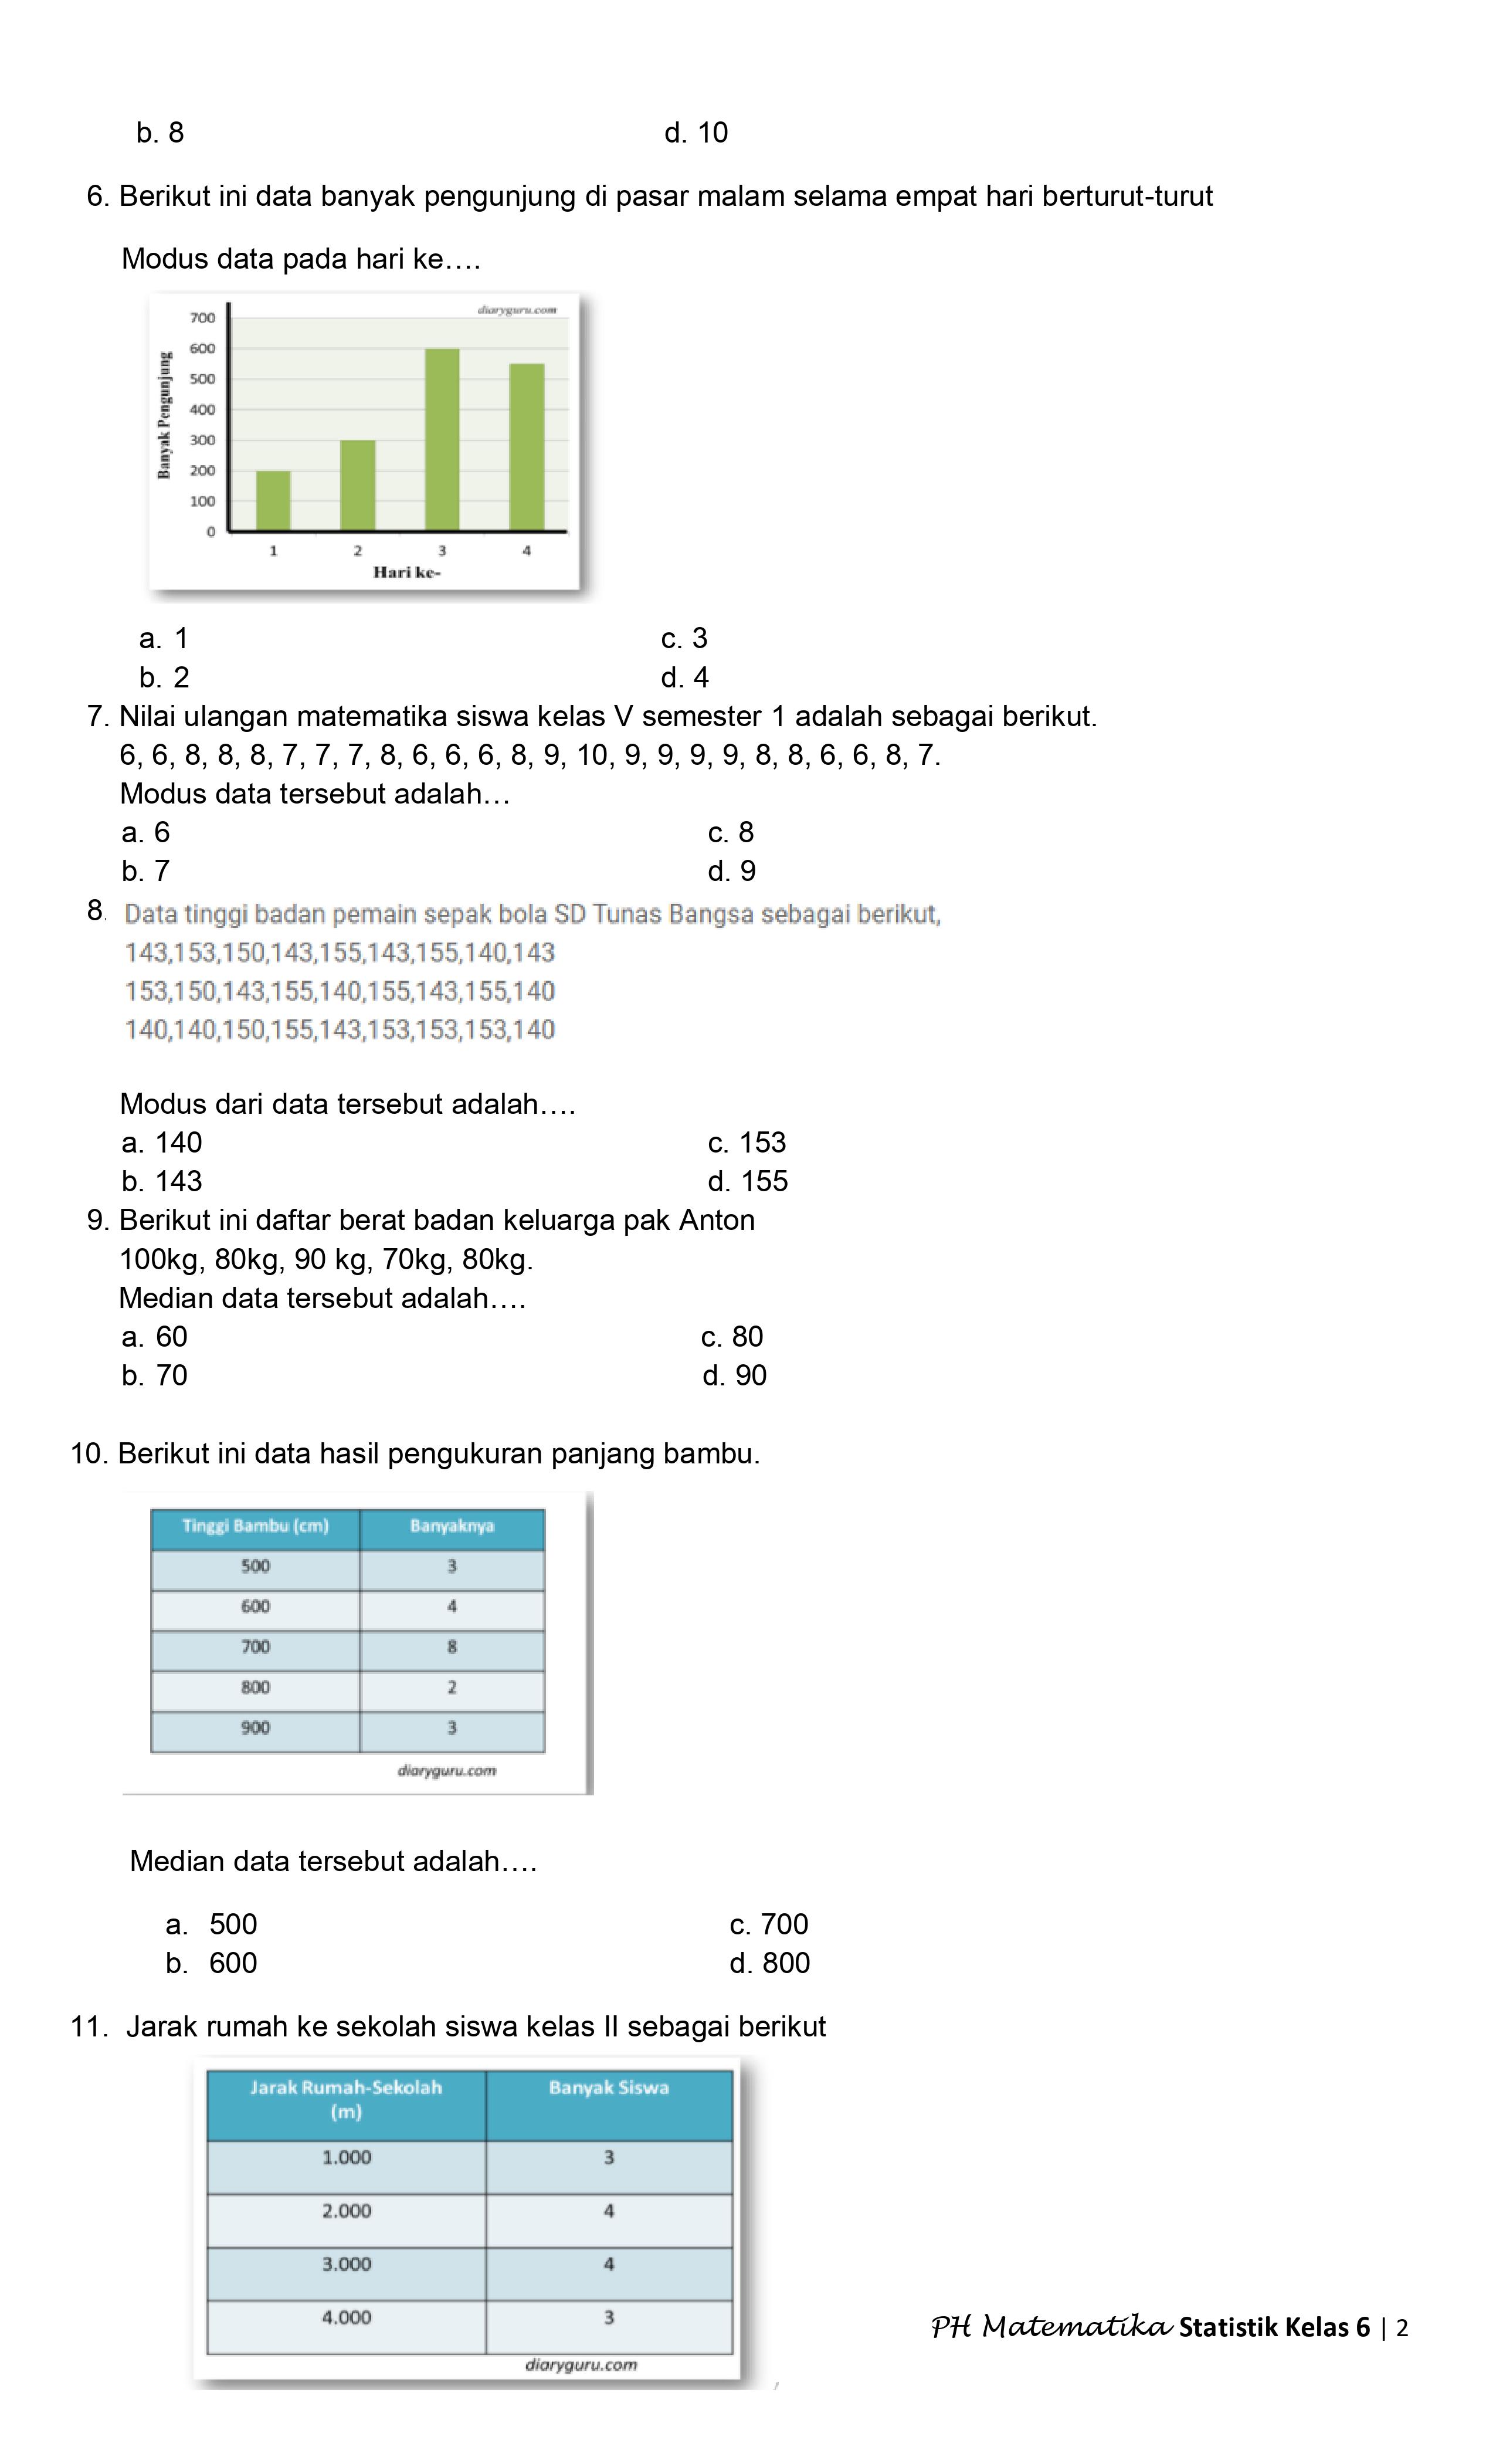 b. 8 d. 10
6. Berikut ini data banyak pengunjung di pasar malam selama empat hari berturut-turut
Modus data pada hari ke....
diaryguru.com
Banyak Pengunjung
700
600
500
400
300
200
100
0
1 2 3 4
Hari ke-
a. 1 c. 3
b. 2 d. 4
7. Nilai ulangan matematika siswa kelas V semester 1 adalah sebagai berikut.
6, 6, 8, 8, 8, 7, 7, 7, 8, 6, 6, 6, 8, 9, 10, 9, 9, 9, 9, 8, 8, 6, 6, 8, 7.
Modus data tersebut adalah...
a. 6 c. 8
b. 7 d. 9
8. Data tinggi badan pemain sepak bola SD Tunas Bangsa sebagai berikut,
143,153,150,143,155,143,155,140,143
153,150,143,155,140,155,143,155,140
140,140,150,155,143,153,153,153,140
Modus dari data tersebut adalah....
a. 140 c. 153
b. 143 d. 155
9. Berikut ini daftar berat badan keluarga pak Anton
100kg, 80kg, 90 kg, 70kg, 80kg.
Median data tersebut adalah....
a. 60 c. 80
b. 70 d. 90
10. Berikut ini data hasil pengukuran panjang bambu.
Tinggi Bambu (cm) Banyaknya
500 3
600 4
700 8
800 2
900 3
diaryguru.com
Median data tersebut adalah....
a. 500 c. 700
b. 600 d. 800
11. Jarak rumah ke sekolah siswa kelas II sebagai berikut
Jarak Rumah-Sekolah Banyak Siswa
(m)
1.000 3
2.000 4
3.000 4
4.000 3
diaryguru.com
PH Matematika Statistik Kelas 6 | 2